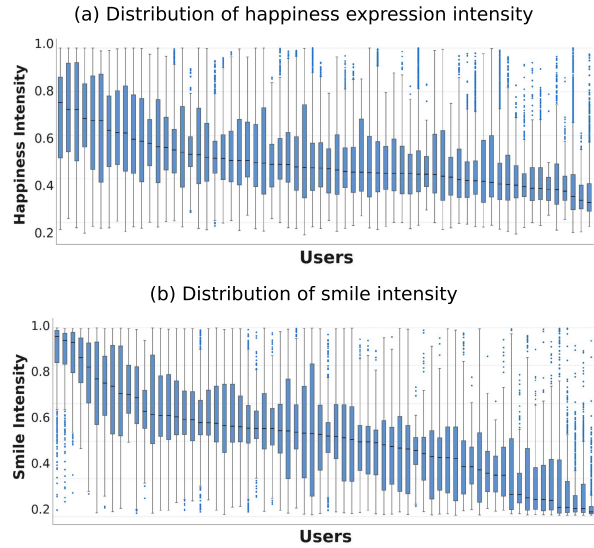 (a) Distribution of happiness expression intensity
Happiness Intensity
1.0
0.8
0.6
0.4
0.2
Users
(b) Distribution of smile intensity
Smile Intensity
1.0
0.8
0.6
0.4
0.2
Users